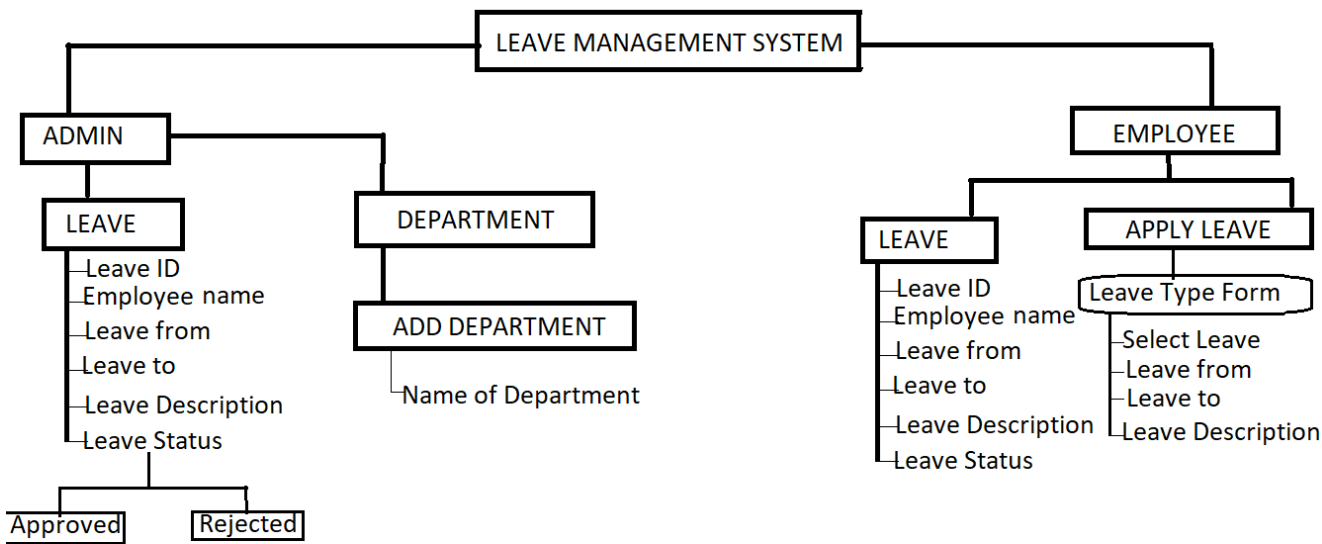 LEAVE MANAGEMENT SYSTEM
ADMIN
EMPLOYEE
LEAVE
DEPARTMENT
LEAVE
APPLY LEAVE
Leave ID
Employee name
Leave from
Leave to
Leave Description
Leave Status
Approved
Rejected
ADD DEPARTMENT
Name of Department
Leave ID
Employee name
Leave from
Leave to
Leave Description
Leave Status
Leave Type Form
Select Leave
Leave from
Leave to
Leave Description